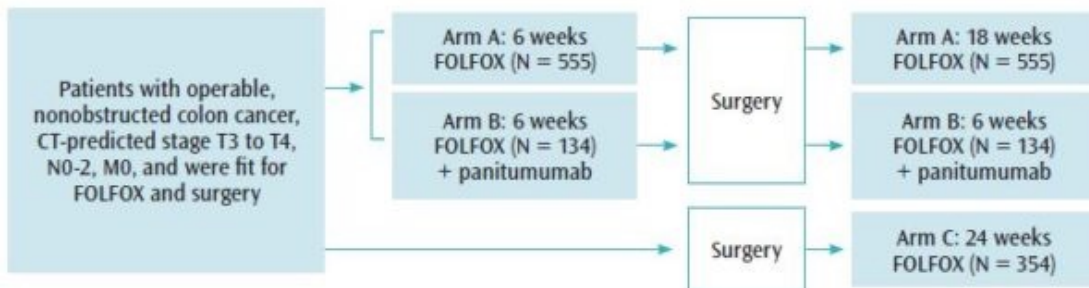 Patients with operable,
nonobstructed colon cancer,
CT-predicted stage T3 to T4,
N0-2, M0, and were fit for
FOLFOX and surgery
Arm A: 6 weeks
FOLFOX (N = 555)
Arm B: 6 weeks
FOLFOX (N = 134)
+ panitumumab
Surgery
Arm A: 18 weeks
FOLFOX (N = 555)
Arm B: 6 weeks
FOLFOX (N = 134)
+ panitumumab
Surgery
Arm C: 24 weeks
FOLFOX (N = 354)